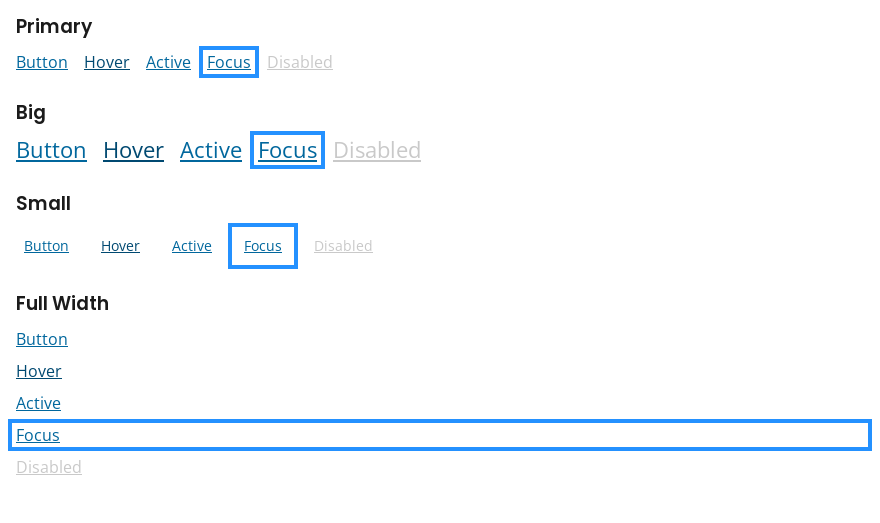 Primary
Button Hover Active Focus Disabled
Big
Button Hover Active Focus Disabled
Small
Button Hover Active Focus Disabled
Full Width
Button
Hover
Active
Focus
Disabled